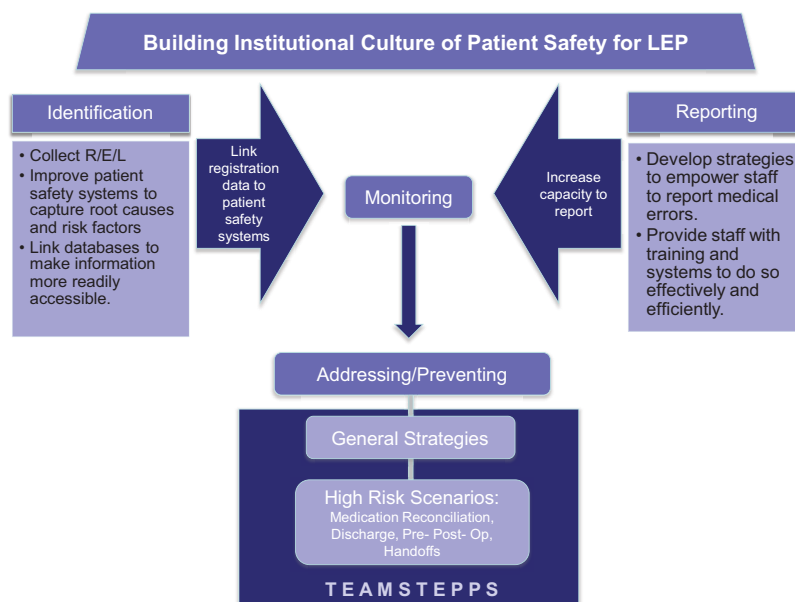 Building Institutional Culture of Patient Safety for LEP
Identification
• Collect R/E/L
• Improve patient
safety systems to
capture root causes
and risk factors
• Link databases to
make information
more readily
accessible.
Link
registration
data to
patient
safety
systems
Monitoring
Increase
capacity to
report
Reporting
• Develop strategies
to empower staff
to report medical
errors.
• Provide staff with
training and
systems to do so
effectively and
efficiently.
Addressing/Preventing
General Strategies
High Risk Scenarios:
Medication Reconciliation,
Discharge, Pre- Post- Op,
Handoffs
TEAMSTEPPS